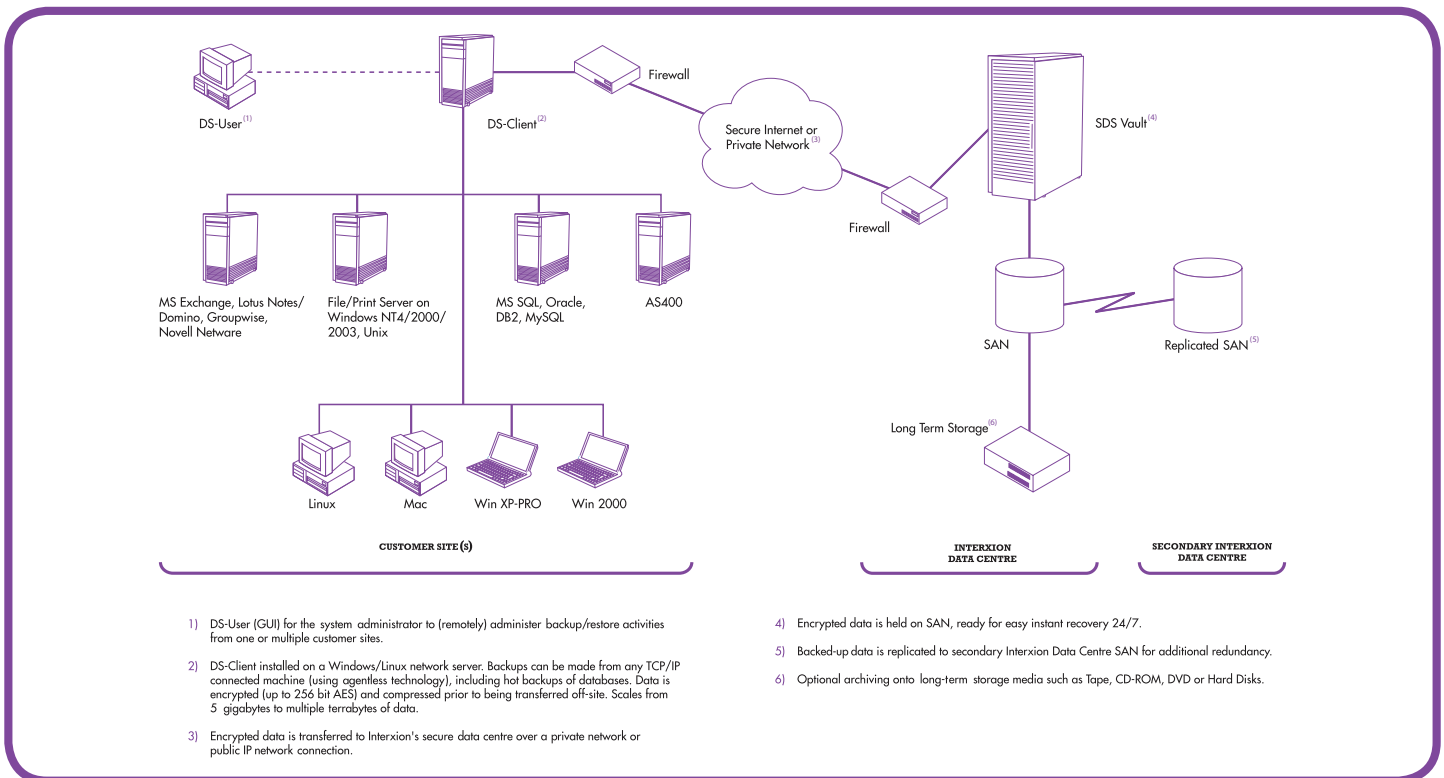 DS-User(1)
DS-Client(2)
Firewall
Secure Internet or
Private Network(3)
SDS Vault(4)
Firewall
MS Exchange, Lotus Notes/
Domino, Groupwise,
Novell Netware
File/Print Server on
Windows NT4/2000/
2003, Unix
MS SQL, Oracle,
DB2, MySQL
AS400
SAN
Replicated SAN(5)
Long Term Storage(6)
Linux
Mac
Win XP-PRO
Win 2000
CUSTOMER SITE(S)
INTERXION
DATA CENTRE
SECONDARY INTERXION
DATA CENTRE
1) DS-User (GUI) for the system administrator to (remotely) administer backup/restore activities
from one or multiple customer sites.
2) DS-Client installed on a Windows/Linux network server. Backups can be made from any TCP/IP
connected machine (using agentless technology), including hot backups of databases. Data is
encrypted (up to 256 bit AES) and compressed prior to being transferred off-site. Scales from
5 gigabytes to multiple terrabytes of data.
3) Encrypted data is transferred to Interxion's secure data centre over a private network or
public IP network connection.
4) Encrypted data is held on SAN, ready for easy instant recovery 24/7.
5) Backed-up data is replicated to secondary Interxion Data Centre SAN for additional redundancy.
6) Optional archiving onto long-term storage media such as Tape, CD-ROM, DVD or Hard Disks.